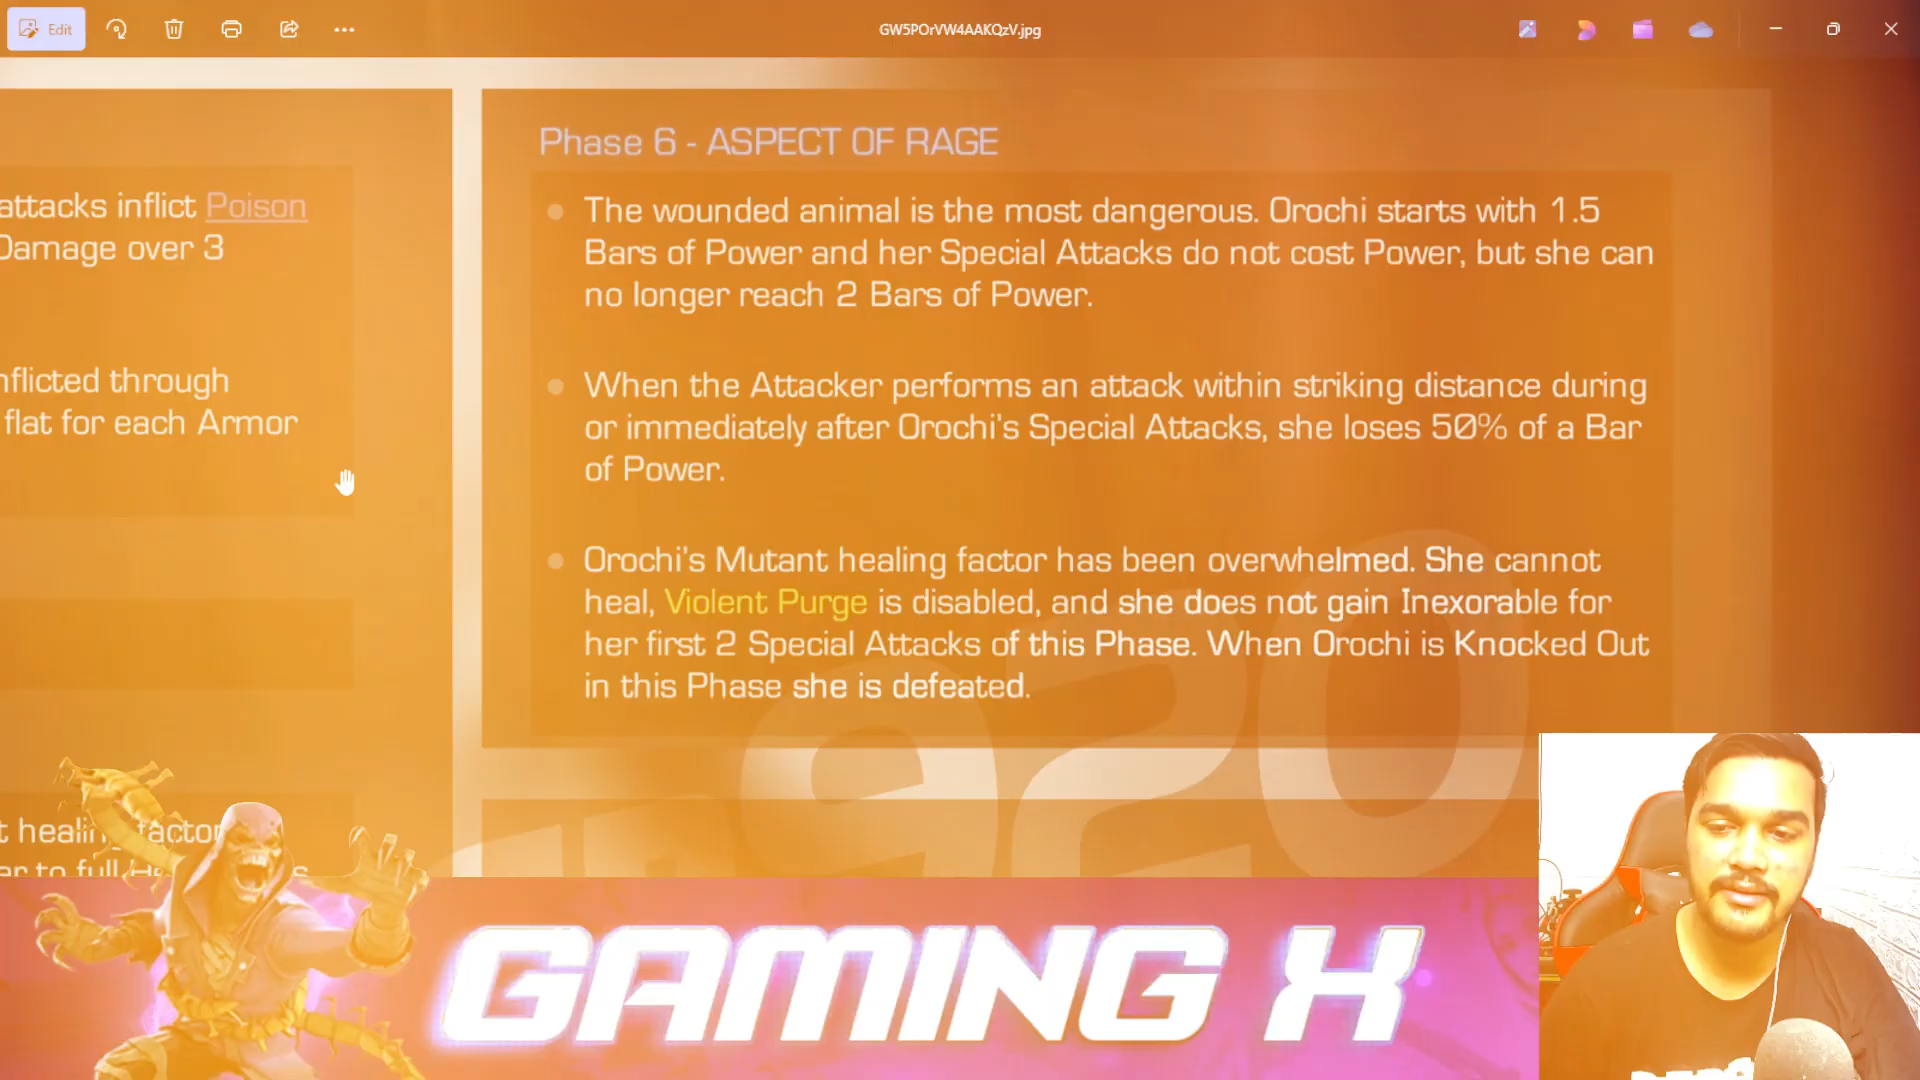 Edit
GW5POrVW4AAKQzV.jpg
attacks inflict Poison
Damage over 3
nflicted through
flat for each Armor
Phase 6 - ASPECT OF RAGE
The wounded animal is the most dangerous. Orochi starts with 1.5
Bars of Power and her Special Attacks do not cost Power, but she can
no longer reach 2 Bars of Power.
When the Attacker performs an attack within striking distance during
or immediately after Orochi's Special Attacks, she loses 50% of a Bar
of Power.
Orochi's Mutant healing factor has been overwhelmed. She cannot
heal, Violent Purge is disabled, and she does not gain Inexorable for
her first 2 Special Attacks of this Phase. When Orochi is Knocked Out
in this Phase she is defeated.
920
t healing factor
ar to full
GAMING X